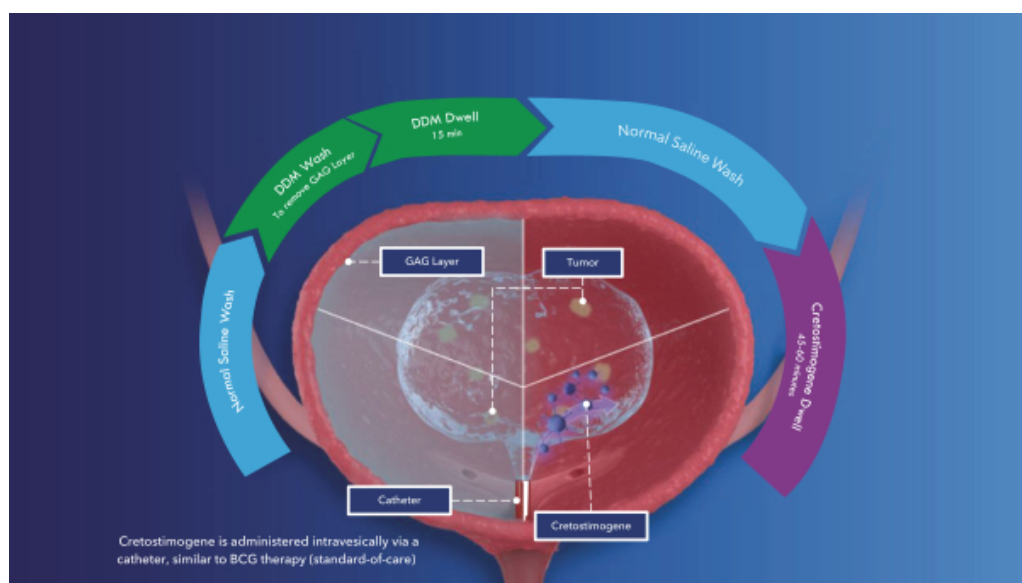 DDM Dwell
15 min
Normal Saline Wash
DDM Wash
To remove GAG Layer
Normal Saline Wash
Cretostimogene Dwell
45-60 minutes
GAG Layer
Tumor
Catheter
Cretostimogene
Cretostimogene is administered intravesically via a
catheter, similar to BCG therapy (standard-of-care)